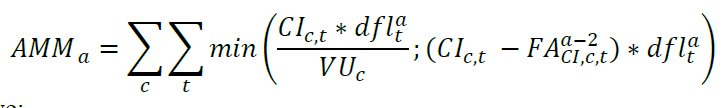 AMM_a = \sum_c \sum_t min\left(\frac{CI_{c,t} * dfl_t^a}{VU_c}; (CI_{c,t} - FA_{CI,c,t}^{a-2}) * dfl_t^a\right)